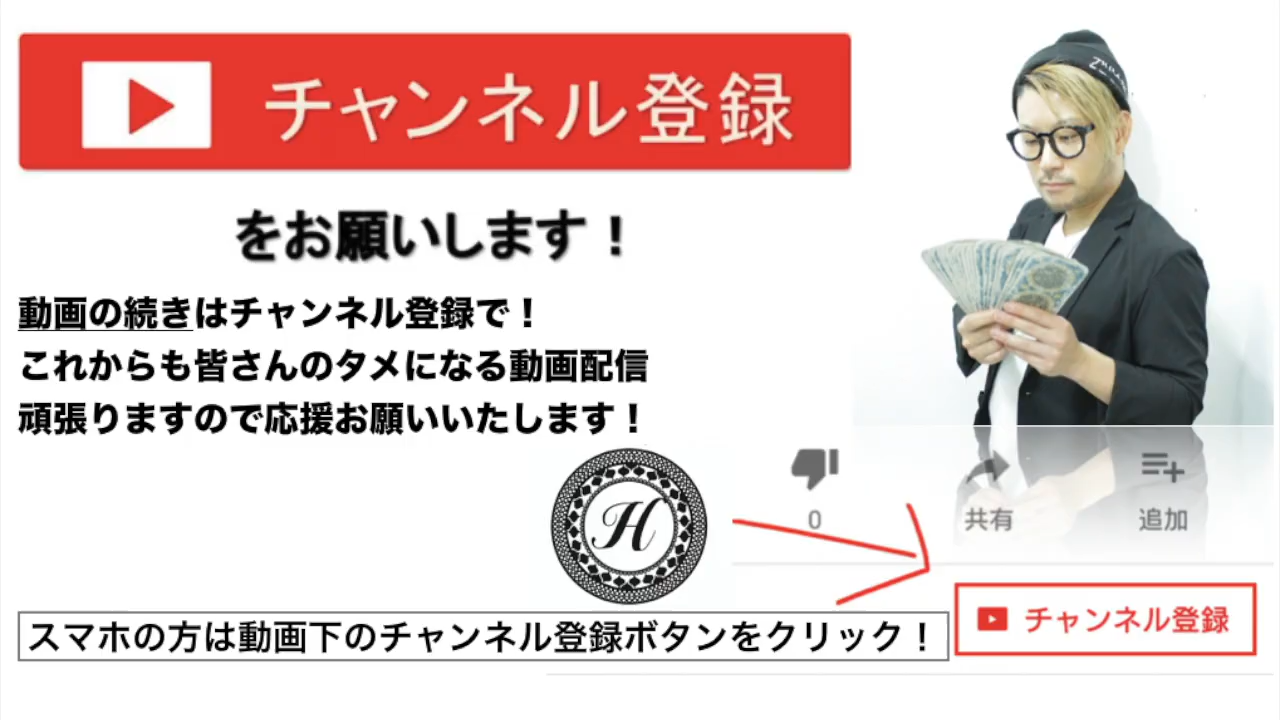 チャンネル登録
をお願いします！
動画の続きはチャンネル登録で！
これからも皆さんのタメになる動画配信
頑張りますので応援お願いいたします！
H
0
共有
追加
チャンネル登録
スマホの方は動画下のチャンネル登録ボタンをクリック！